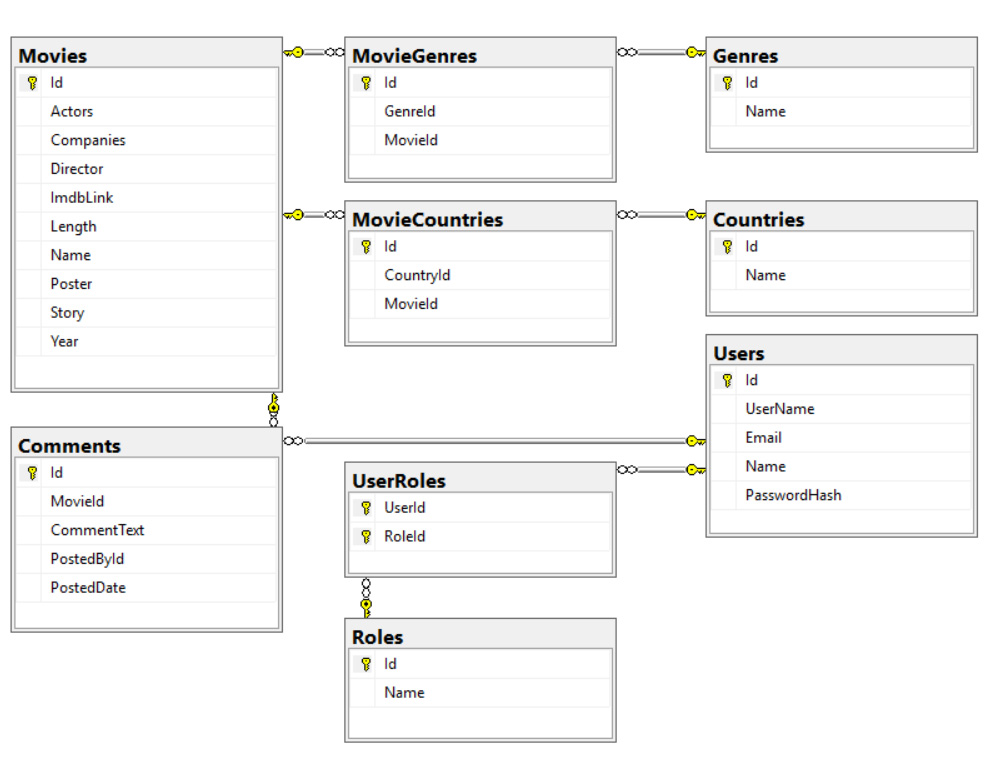 Movies
Id
Actors
Companies
Director
ImdbLink
Length
Name
Poster
Story
Year
MovieGenres
Id
GenreId
MovieId
Genres
Id
Name
MovieCountries
Id
CountryId
MovieId
Countries
Id
Name
Users
Id
UserName
Email
Name
PasswordHash
Comments
Id
MovieId
CommentText
PostedById
PostedDate
UserRoles
UserId
RoleId
Roles
Id
Name